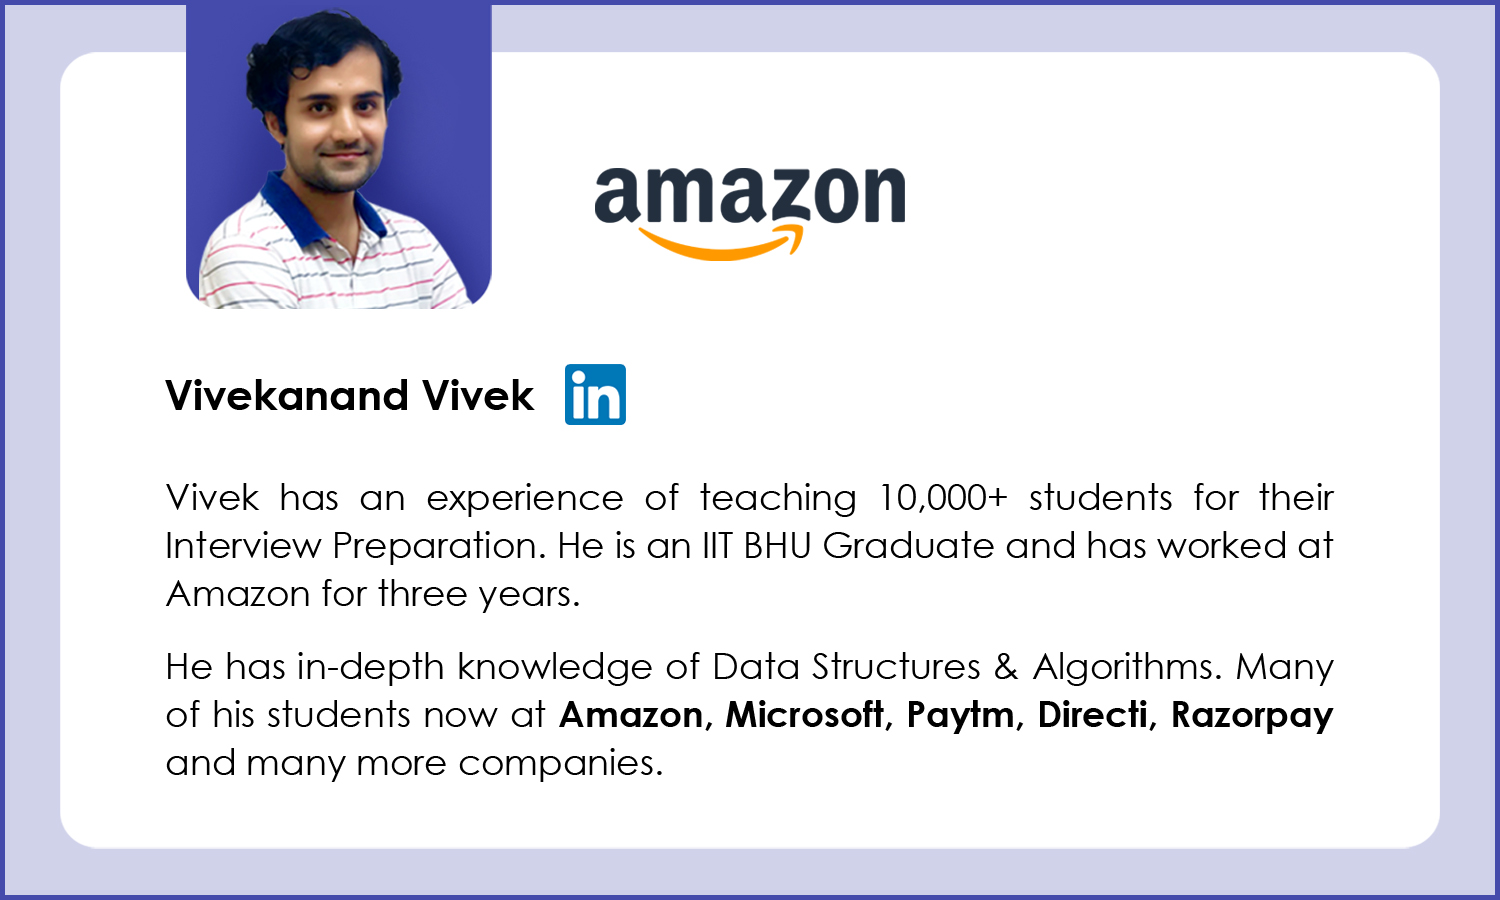 amazon
Vivekanand Vivek in
Vivek has an experience of teaching 10,000+ students for their
Interview Preparation. He is an IIT BHU Graduate and has worked at
Amazon for three years.
He has in-depth knowledge of Data Structures & Algorithms. Many
of his students now at Amazon, Microsoft, Paytm, Directi, Razorpay
and many more companies.